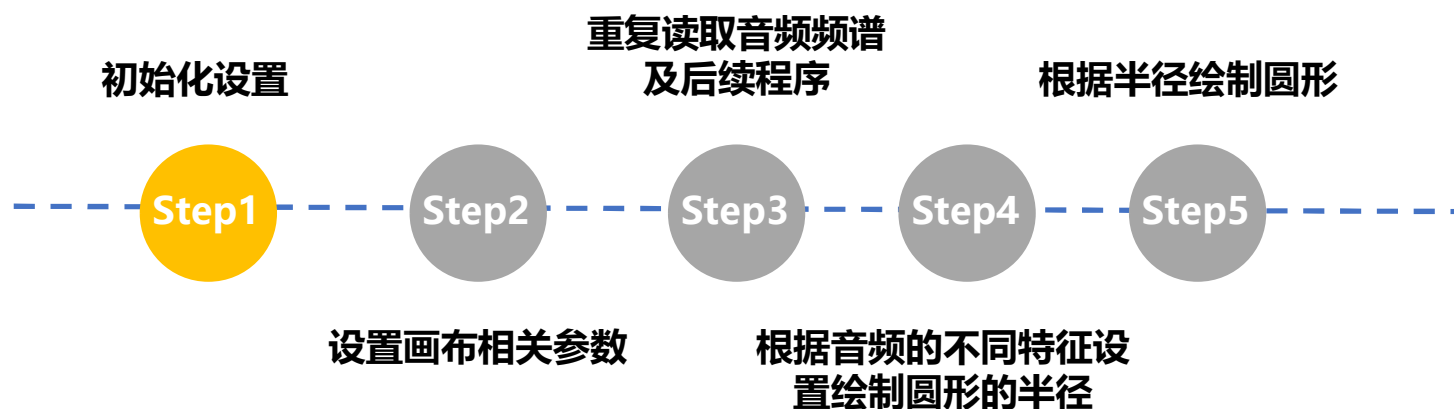 初始化设置
Step1
Step2
设置画布相关参数
重复读取音频频谱
及后续程序
Step3
Step4
根据音频的不同特征设
置绘制圆形的半径
根据半径绘制圆形
Step5